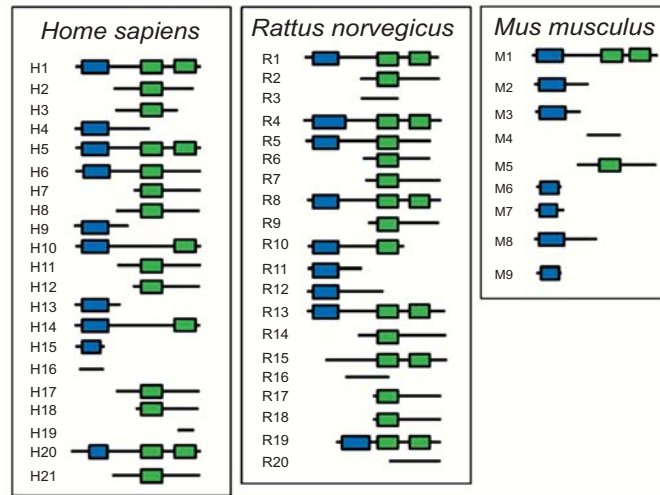 Home sapiens
H1
H2
H3
H4
H5
H6
H7
H8
H9
H10
H11
H12
H13
H14
H15
H16
H17
H18
H19
H20
H21
Rattus norvegicus
R1
R2
R3
R4
R5
R6
R7
R8
R9
R10
R11
R12
R13
R14
R15
R16
R17
R18
R19
R20
Mus musculus
M1
M2
M3
M4
M5
M6
M7
M8
M9